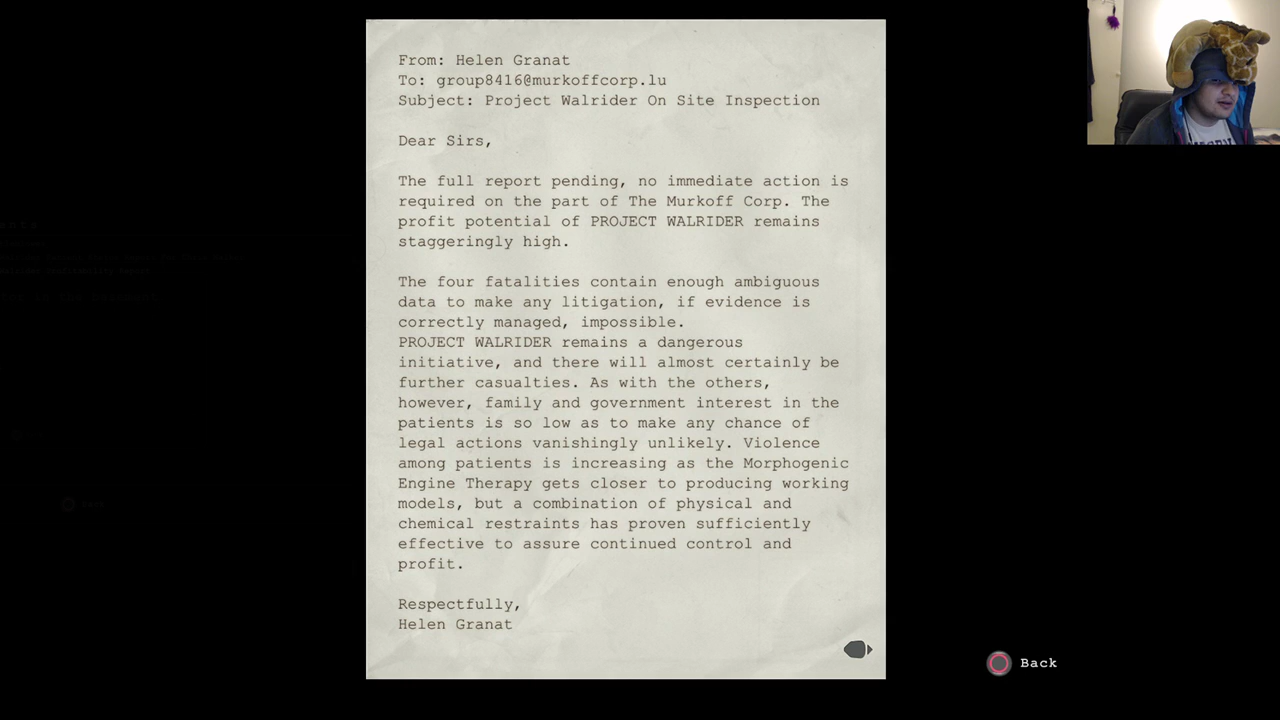 From: Helen Granat
To: group8416@murkoffcorp.lu
Subject: Project Walrider On Site Inspection
Dear Sirs,
The full report pending, no immediate action is
required on the part of The Murkoff Corp. The
profit potential of PROJECT WALRIDER remains
staggeringly high.
The four fatalities contain enough ambiguous
data to make any litigation, if evidence is
correctly managed, impossible.
PROJECT WALRIDER remains a dangerous
initiative, and there will almost certainly be
further casualties. As with the others,
however, family and government interest in the
patients is so low as to make any chance of
legal actions vanishingly unlikely. Violence
among patients is increasing as the Morphogenic
Engine Therapy gets closer to producing working
models, but a combination of physical and
chemical restraints has proven sufficiently
effective to assure continued control and
profit.
Respectfully,
Helen Granat
Back